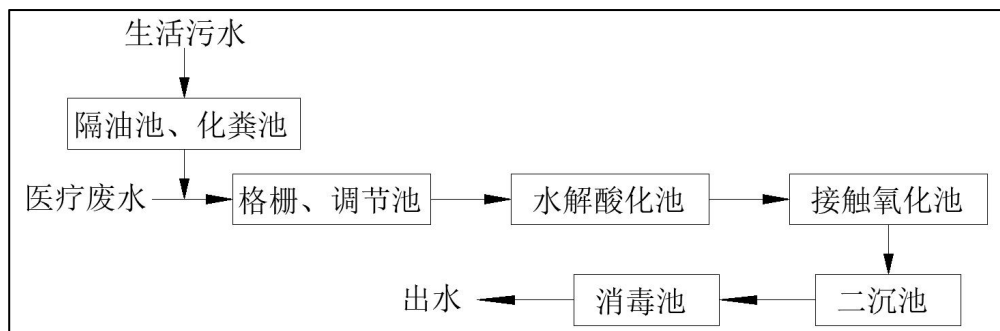 生活污水
隔油池、化粪池
医疗废水
格栅、调节池
水解酸化池
接触氧化池
二沉池
消毒池
出水